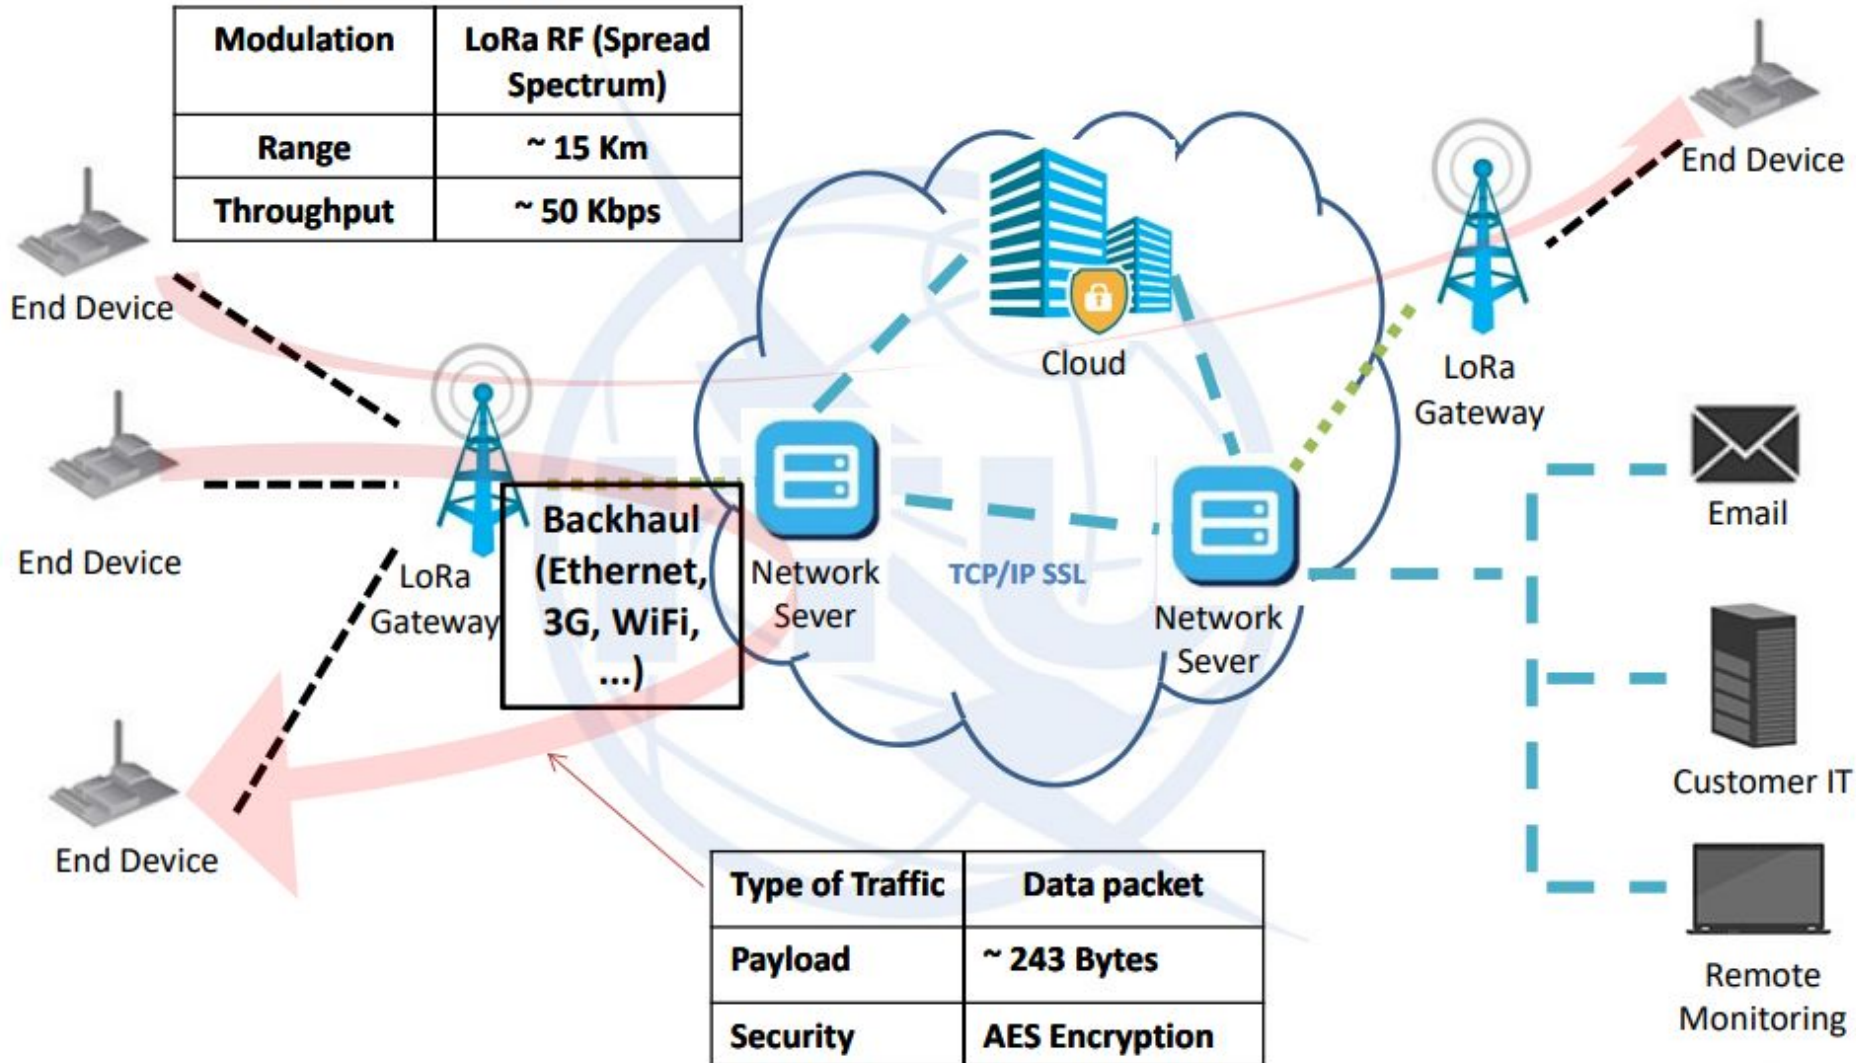 Modulation
LoRa RF (Spread
Spectrum)
Range
~ 15 Km
Throughput
~ 50 Kbps
End Device
End Device
End Device
LoRa
Gateway
Backhaul
(Ethernet,
3G, WiFi,
...)
Cloud
Network
Sever
TCP/IP SSL
Network
Sever
LoRa
Gateway
End Device
Email
Customer IT
Remote
Monitoring
Type of Traffic
Data packet
Payload
~ 243 Bytes
Security
AES Encryption
ITU